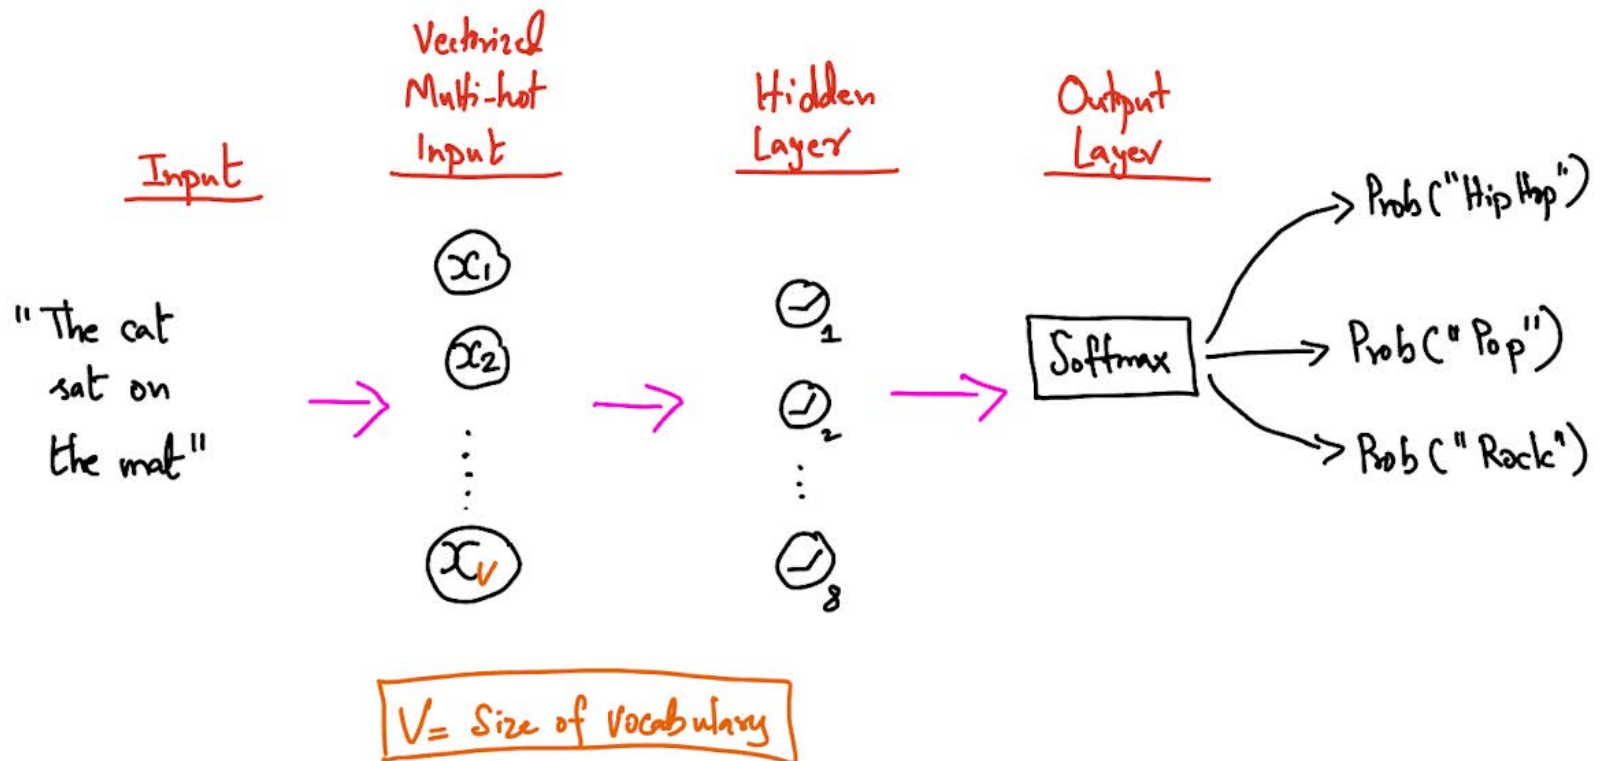 Input
Vectorized
Multi-hot
Input
Hidden
Layer
Output
Layer
"The cat
sat on
the mat"
x1
x2
xV
1
2
8
Softmax
Prob("Hip Hop")
Prob("Pop")
Prob("Rock")
V= Size of vocabulary